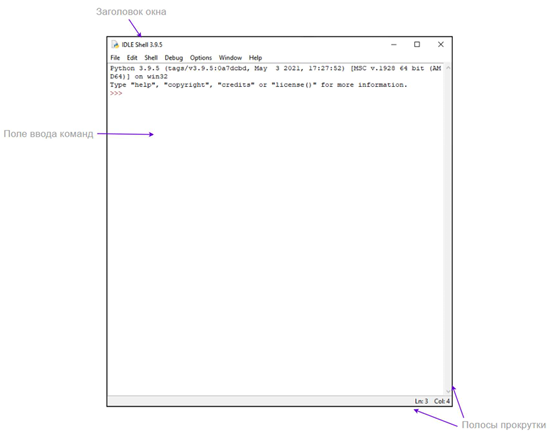 Заголовок окна
IDLE Shell 3.9.5
File Edit Shell Debug Options Window Help
Python 3.9.5 (tags/v3.9.5:0a7dcbd, May  3 2021, 17:27:52) [MSC v.1928 64 bit (AM
D64)] on win32
Type "help", "copyright", "credits" or "license()" for more information.
>>>
Поле ввода команд
Ln: 3 Col: 4
Полосы прокрутки